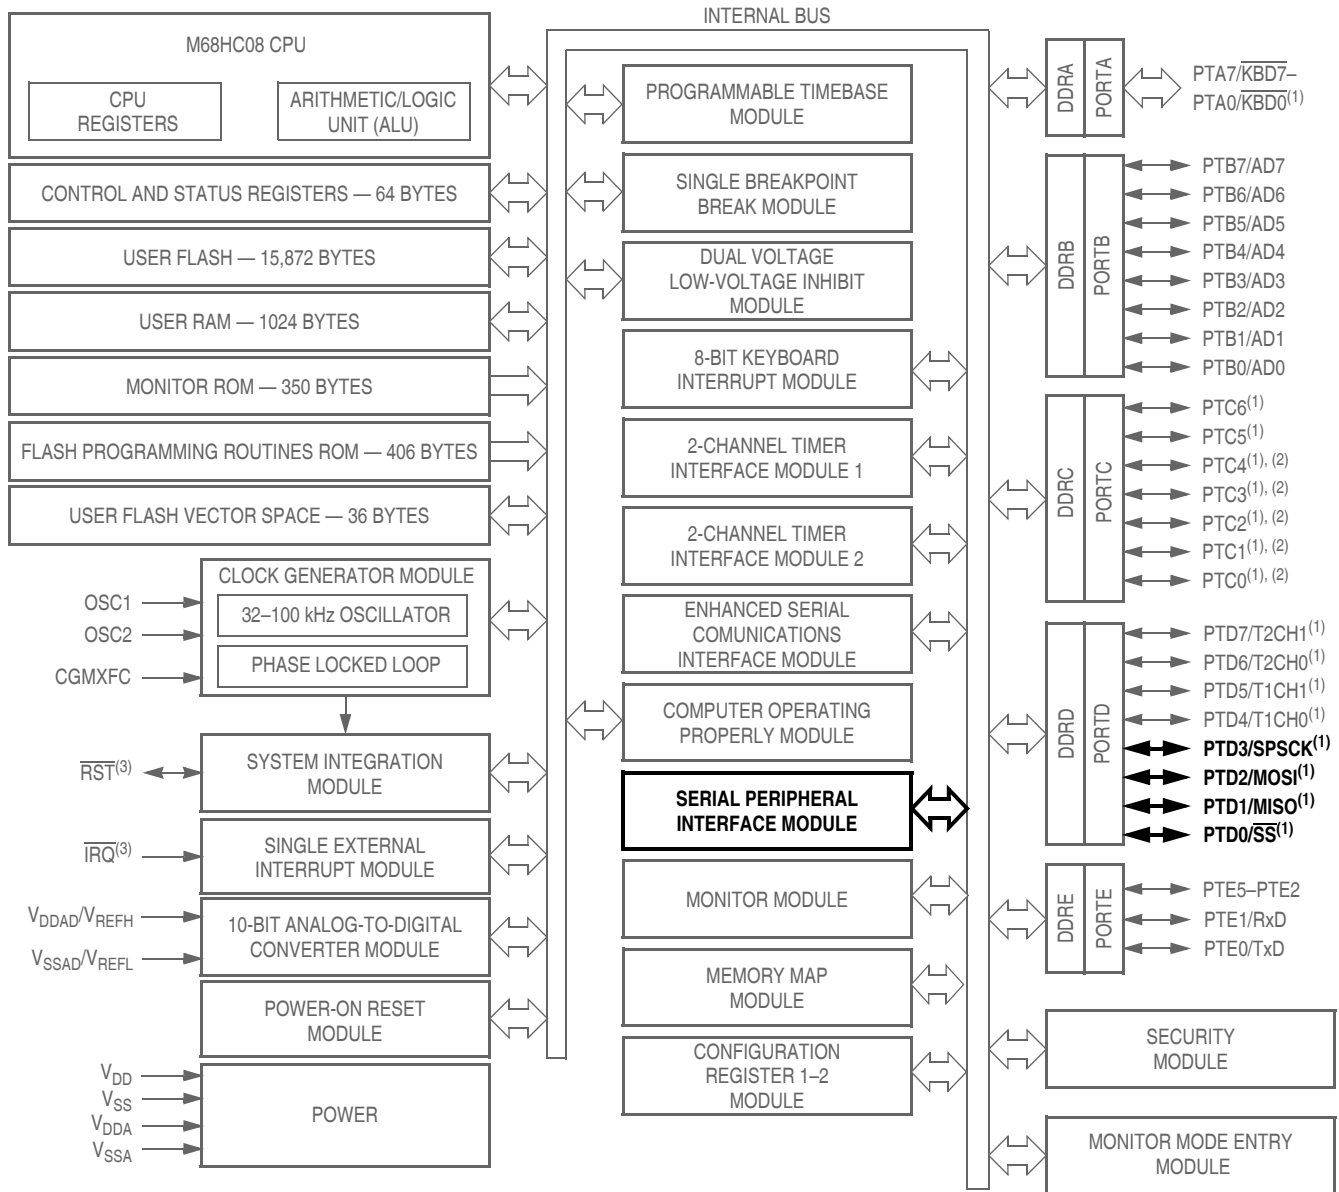 INTERNAL BUS
M68HC08 CPU
CPU
REGISTERS
ARITHMETIC/LOGIC
UNIT (ALU)
CONTROL AND STATUS REGISTERS — 64 BYTES
USER FLASH — 15,872 BYTES
USER RAM — 1024 BYTES
MONITOR ROM — 350 BYTES
FLASH PROGRAMMING ROUTINES ROM — 406 BYTES
USER FLASH VECTOR SPACE — 36 BYTES
CLOCK GENERATOR MODULE
32–100 kHz OSCILLATOR
PHASE LOCKED LOOP
OSC1
OSC2
CGMXFC
SYSTEM INTEGRATION
MODULE
RST(3)
SINGLE EXTERNAL
INTERRUPT MODULE
IRQ(3)
10-BIT ANALOG-TO-DIGITAL
CONVERTER MODULE
VDDAD/VREFH
VSSAD/VREFL
POWER-ON RESET
MODULE
POWER
VDD
VSS
VDDA
VSSA
PROGRAMMABLE TIMEBASE
MODULE
SINGLE BREAKPOINT
BREAK MODULE
DUAL VOLTAGE
LOW-VOLTAGE INHIBIT
MODULE
8-BIT KEYBOARD
INTERRUPT MODULE
2-CHANNEL TIMER
INTERFACE MODULE 1
2-CHANNEL TIMER
INTERFACE MODULE 2
ENHANCED SERIAL
COMUNICATIONS
INTERFACE MODULE
COMPUTER OPERATING
PROPERLY MODULE
SERIAL PERIPHERAL
INTERFACE MODULE
MONITOR MODULE
MEMORY MAP
MODULE
CONFIGURATION
REGISTER 1–2
MODULE
DDRA
PORTA
PTA7/KBD7–
PTA0/KBD0(1)
DDRB
PORTB
PTB7/AD7
PTB6/AD6
PTB5/AD5
PTB4/AD4
PTB3/AD3
PTB2/AD2
PTB1/AD1
PTB0/AD0
DDRC
PORTC
PTC6(1)
PTC5(1)
PTC4(1), (2)
PTC3(1), (2)
PTC2(1), (2)
PTC1(1), (2)
PTC0(1), (2)
DDRD
PORTD
PTD7/T2CH1(1)
PTD6/T2CH0(1)
PTD5/T1CH1(1)
PTD4/T1CH0(1)
PTD3/SPSCK(1)
PTD2/MOSI(1)
PTD1/MISO(1)
PTD0/SS(1)
DDRE
PORTE
PTE5–PTE2
PTE1/RxD
PTE0/TxD
SECURITY
MODULE
MONITOR MODE ENTRY
MODULE